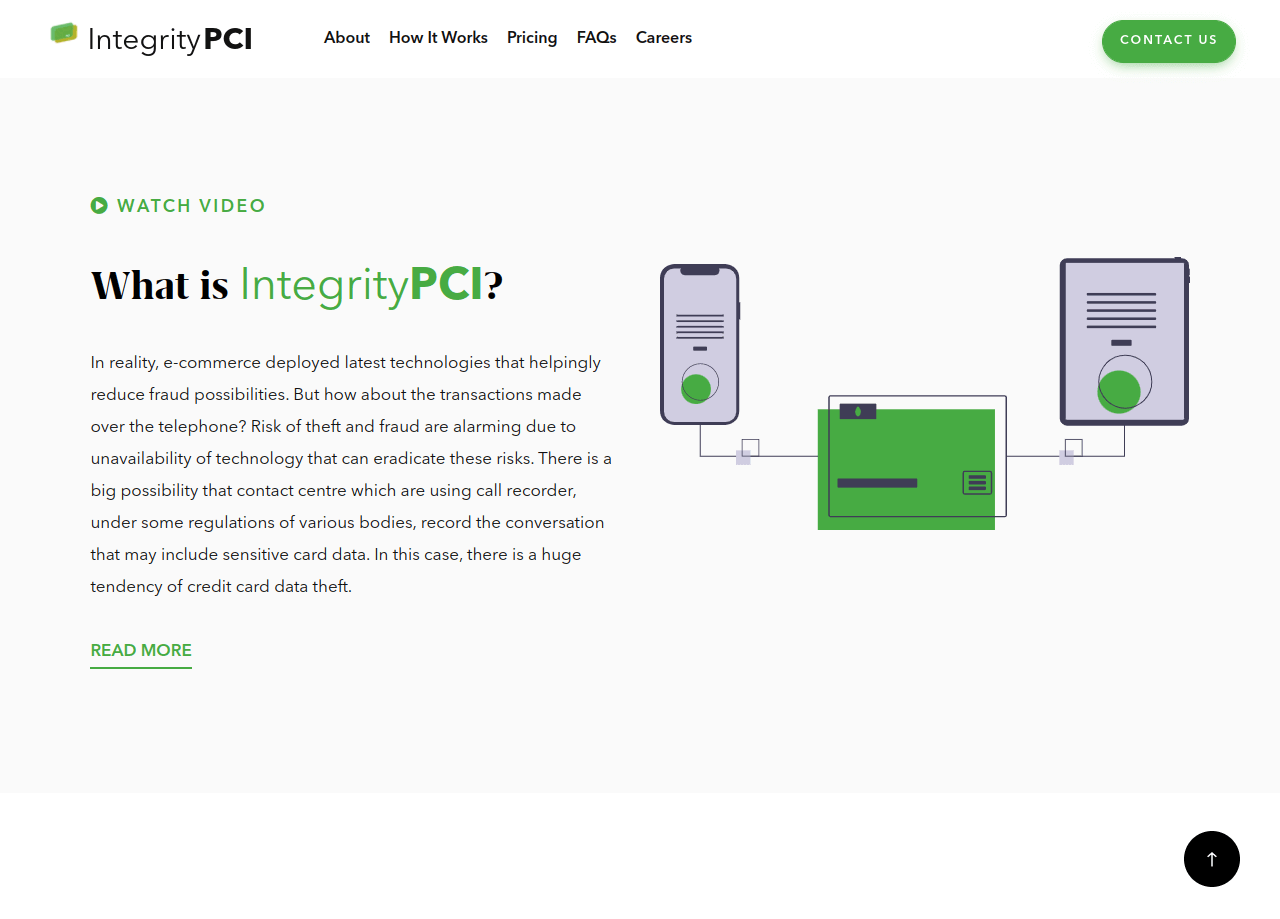 IntegrityPCI
About How It Works Pricing FAQs Careers
CONTACT US
WATCH VIDEO
What is IntegrityPCI?
In reality, e-commerce deployed latest technologies that helpingly
reduce fraud possibilities. But how about the transactions made
over the telephone? Risk of theft and fraud are alarming due to
unavailability of technology that can eradicate these risks. There is a
big possibility that contact centre which are using call recorder,
under some regulations of various bodies, record the conversation
that may include sensitive card data. In this case, there is a huge
tendency of credit card data theft.
READ MORE